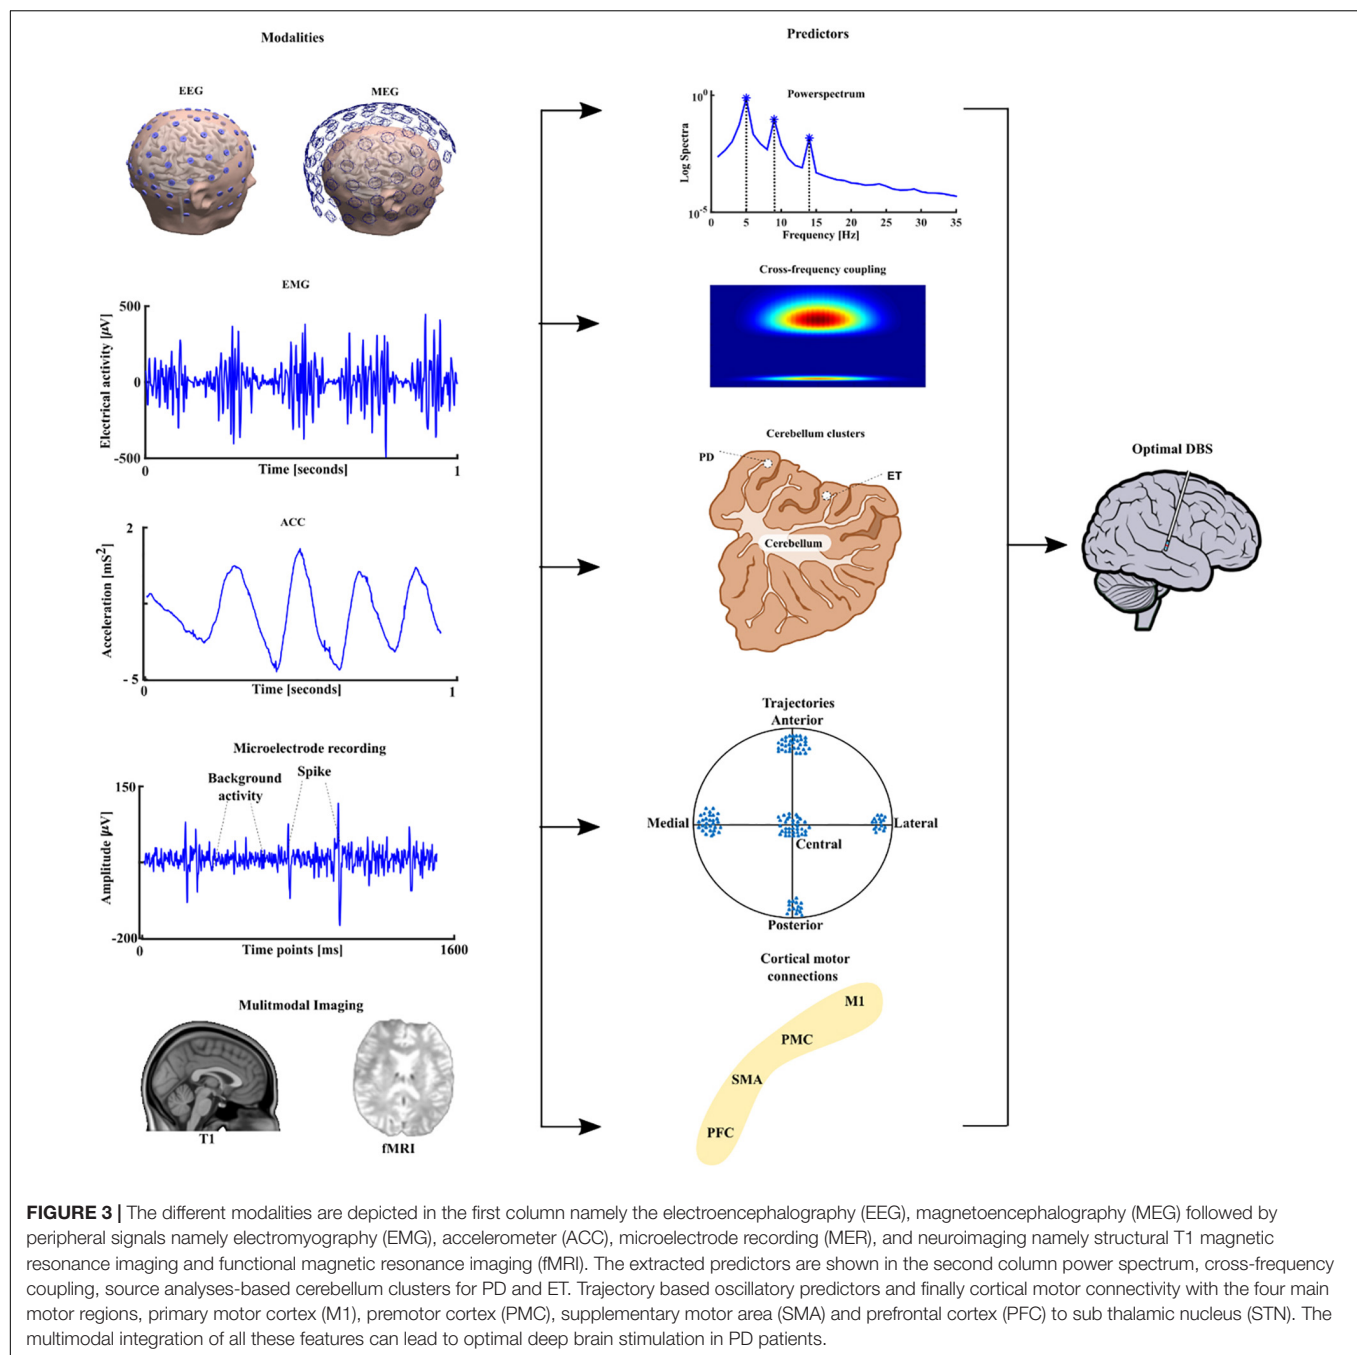 Modalities
Predictors
EEG
MEG
Powerspectrum
10^0
Log Spectra
10^-5
0 5 10 15 20 25 30 35
Frequency [Hz]
Cross-frequency coupling
EMG
500
Electrical activity [µV]
0
-500
0
Time [seconds]
1
Cerebellum clusters
PD
ET
Cerebellum
Optimal DBS
ACC
2
Acceleration [mS^2]
- 5
0
Time [seconds]
1
Trajectories
Anterior
Medial
Lateral
Central
Posterior
Microelectrode recording
Background
activity
Spike
150
Amplitude [µV]
-200
0
Time points [ms]
1600
Cortical motor
connections
M1
PMC
SMA
PFC
Mulitmodal Imaging
T1
fMRI
FIGURE 3 | The different modalities are depicted in the first column namely the electroencephalography (EEG), magnetoencephalography (MEG) followed by
peripheral signals namely electromyography (EMG), accelerometer (ACC), microelectrode recording (MER), and neuroimaging namely structural T1 magnetic
resonance imaging and functional magnetic resonance imaging (fMRI). The extracted predictors are shown in the second column power spectrum, cross-frequency
coupling, source analyses-based cerebellum clusters for PD and ET. Trajectory based oscillatory predictors and finally cortical motor connectivity with the four main
motor regions, primary motor cortex (M1), premotor cortex (PMC), supplementary motor area (SMA) and prefrontal cortex (PFC) to sub thalamic nucleus (STN). The
multimodal integration of all these features can lead to optimal deep brain stimulation in PD patients.